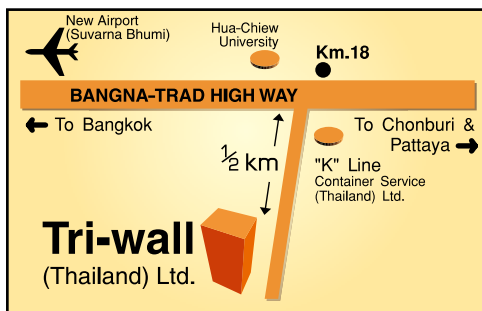 New Airport
(Suvarna Bhumi)
Hua-Chiew
University
Km.18
BANGNA-TRAD HIGH WAY
To Bangkok
To Chonburi &
Pattaya
½ km
"K" Line
Container Service
(Thailand) Ltd.
Tri-wall
(Thailand) Ltd.